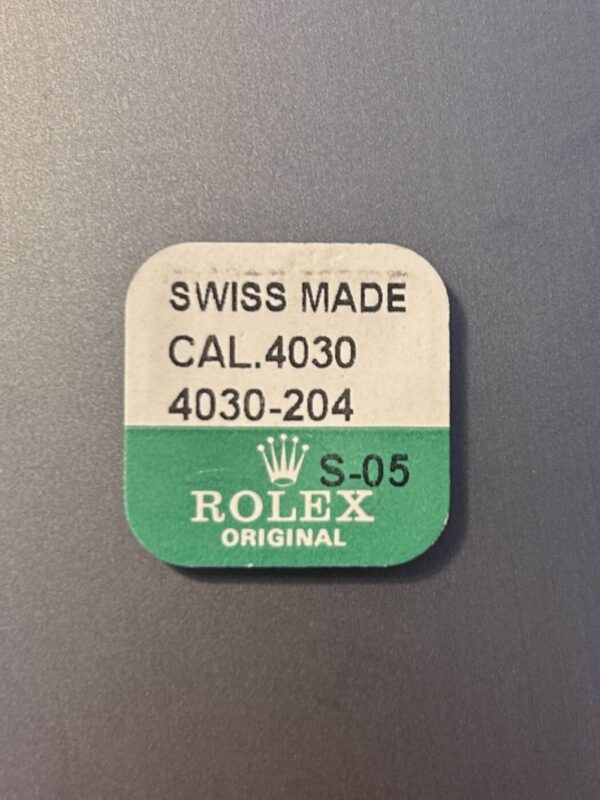 SWISS MADE
CAL.4030
4030-204
S-05
ROLEX
ORIGINAL